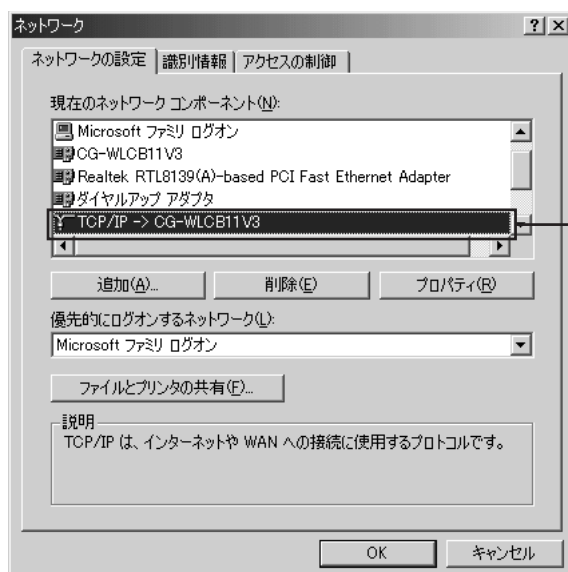 ネットワーク
ネットワークの設定 識別情報 アクセスの制御
現在のネットワーク コンポーネント(N):
Microsoft ファミリ ログオン
CG-WLCB11V3
Realtek RTL8139(A)-based PCI Fast Ethernet Adapter
ダイヤルアップ アダプタ
TCP/IP -> CG-WLCB11V3
追加(A)... 削除(E) プロパティ(R)
優先的にログオンするネットワーク(L):
Microsoft ファミリ ログオン
ファイルとプリンタの共有(F)...
説明
TCP/IP は、インターネットや WAN への接続に使用するプロトコルです。
OK キャンセル